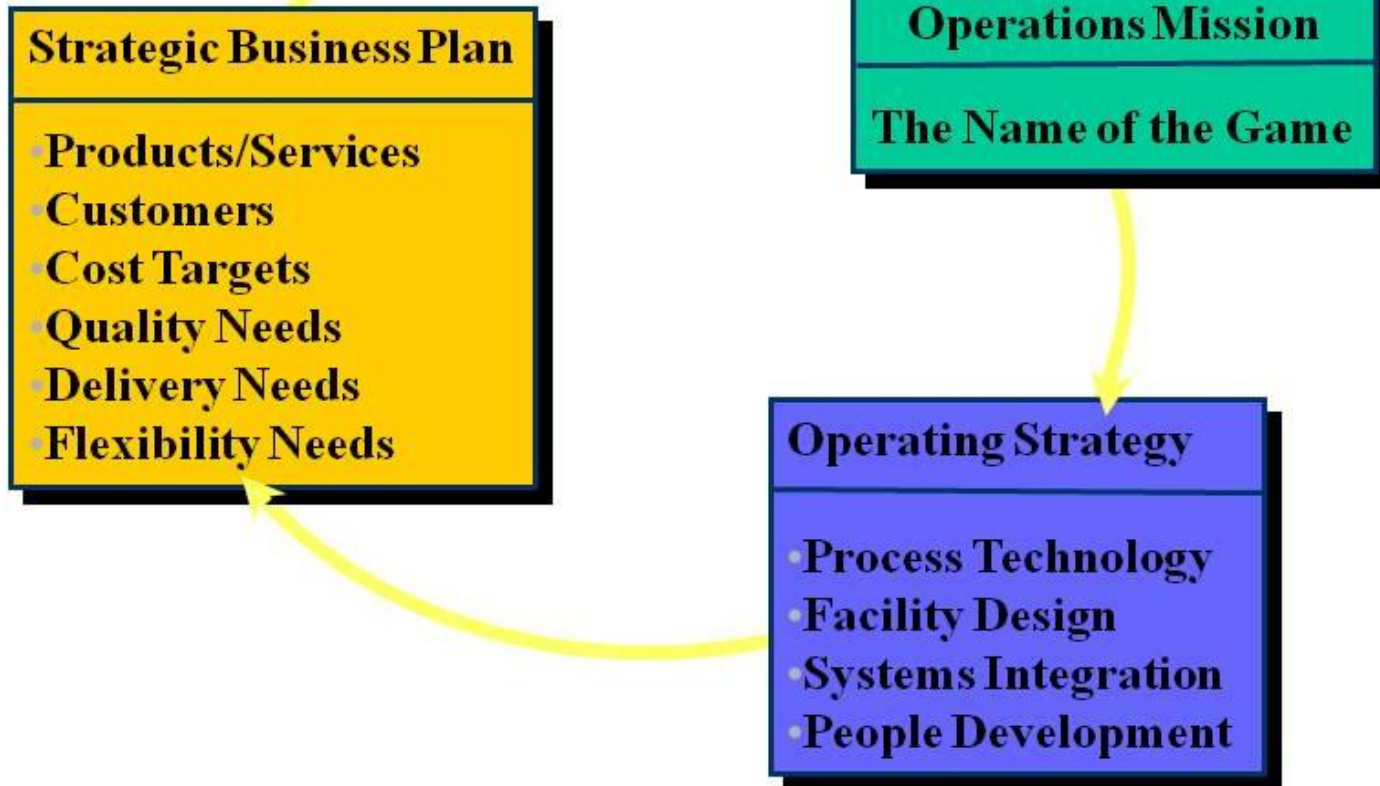 Strategic Business Plan
•Products/Services
•Customers
•Cost Targets
•Quality Needs
•Delivery Needs
•Flexibility Needs
Operations Mission
The Name of the Game
Operating Strategy
•Process Technology
•Facility Design
•Systems Integration
•People Development